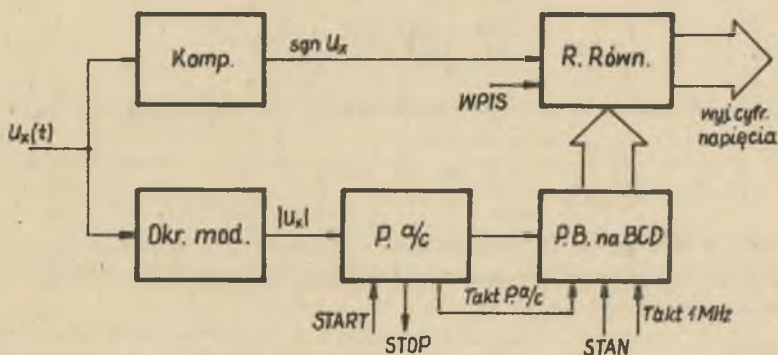 Komp.
sgn Uₓ
R. Równ.
WPIS
wyj. cyfr.
napięcia
Uₓ(t)
Okr. mod.
|Uₓ|
P. a/c
P.B. na BCD
START
STOP
Takt P.a/c
STAN
Takt 1MHz